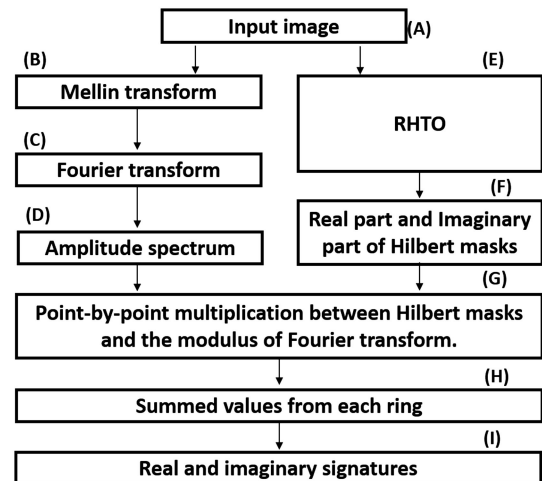 Input image
(A)
(B)
(E)
Mellin transform
RHTO
(C)
Fourier transform
(F)
(D)
Real part and Imaginary
part of Hilbert masks
Amplitude spectrum
(G)
Point-by-point multiplication between Hilbert masks
and the modulus of Fourier transform.
(H)
Summed values from each ring
(I)
Real and imaginary signatures